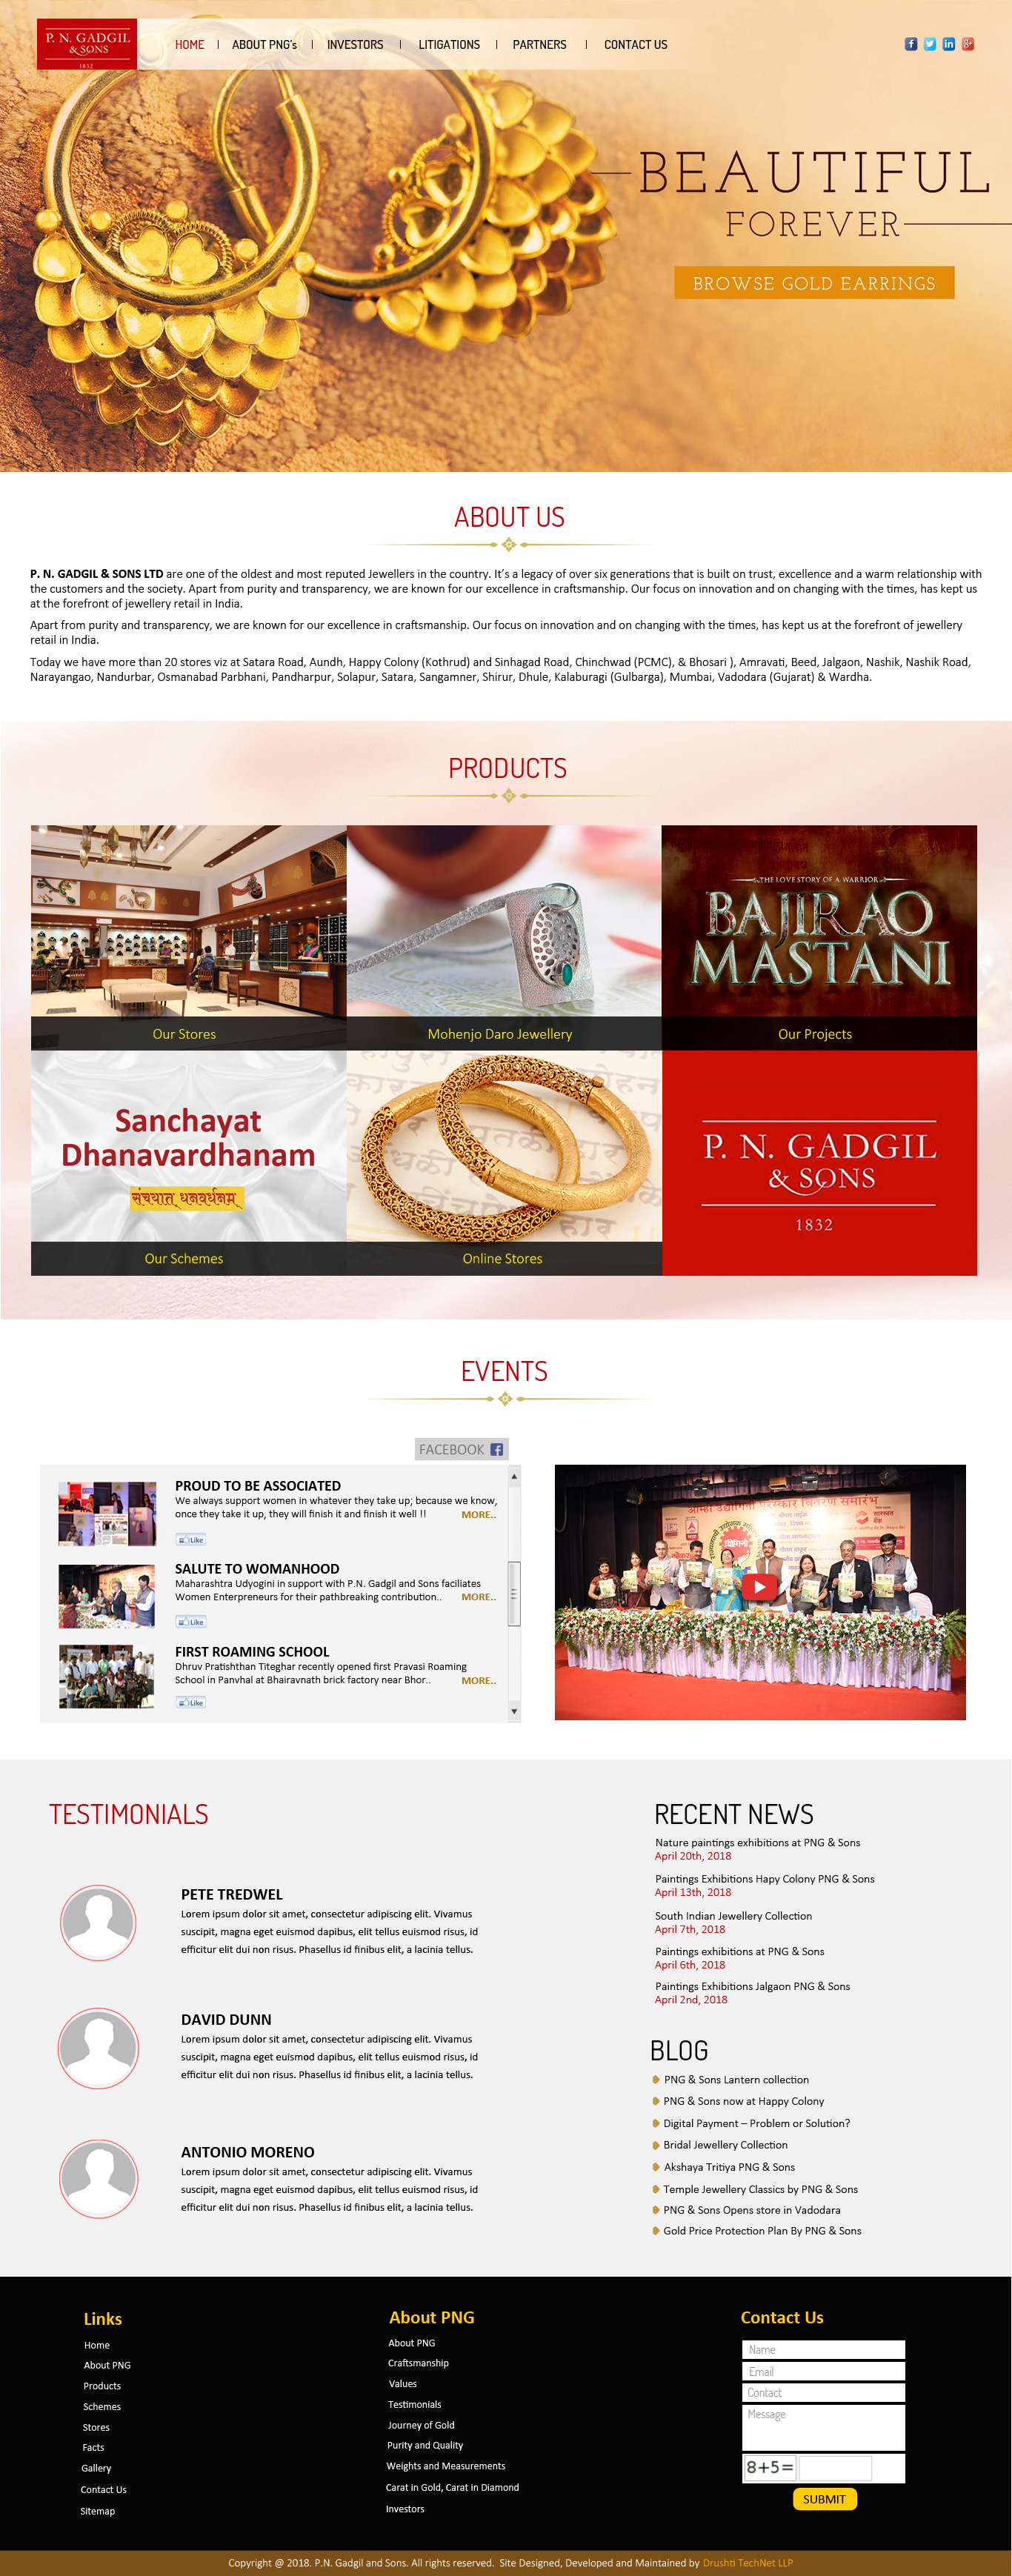 P. N. GADGIL
& SONS
1832
HOME | ABOUT PNG's | INVESTORS | LITIGATIONS | PARTNERS | CONTACT US
BEAUTIFUL
FOREVER
BROWSE GOLD EARRINGS
ABOUT US
P. N. GADGIL & SONS LTD are one of the oldest and most reputed Jewellers in the country. It's a legacy of over six generations that is built on trust, excellence and a warm relationship with
the customers and the society. Apart from purity and transparency, we are known for our excellence in craftsmanship. Our focus on innovation and on changing with the times, has kept us
at the forefront of jewellery retail in India.
Apart from purity and transparency, we are known for our excellence in craftsmanship. Our focus on innovation and on changing with the times, has kept us at the forefront of jewellery
retail in India.
Today we have more than 20 stores viz at Satara Road, Aundh, Happy Colony (Kothrud) and Sinhagad Road, Chinchwad (PCMC), & Bhosari ), Amravati, Beed, Jalgaon, Nashik, Nashik Road,
Narayangao, Nandurbar, Osmanabad Parbhani, Pandharpur, Solapur, Satara, Sangamner, Shirur, Dhule, Kalaburagi (Gulbarga), Mumbai, Vadodara (Gujarat) & Wardha.
PRODUCTS
THE LOVE STORY OF A WARRIOR
BAJIRAO
MASTANI
Our Stores
Mohenjo Daro Jewellery
Our Projects
Sanchayat
Dhanavardhanam
संचयात् धनवर्धनम्
P. N. GADGIL
& SONS
1832
Our Schemes
Online Stores
EVENTS
FACEBOOK
PROUD TO BE ASSOCIATED
We always support women in whatever they take up; because we know,
once they take it up, they will finish it and finish it well !! MORE..
Like
SALUTE TO WOMANHOOD
Maharashtra Udyogini in support with P.N. Gadgil and Sons faciliates
Women Enterpreneurs for their pathbreaking contribution.. MORE..
Like
FIRST ROAMING SCHOOL
Dhruv Pratishthan Titeghar recently opened first Pravasi Roaming
School in Panvhal at Bhairavnath brick factory near Bhor.. MORE..
Like
TESTIMONIALS
PETE TREDWEL
Lorem ipsum dolor sit amet, consectetur adipiscing elit. Vivamus
suscipit, magna eget euismod dapibus, elit tellus euismod risus, id
efficitur elit dui non risus. Phasellus id finibus elit, a lacinia tellus.
DAVID DUNN
Lorem ipsum dolor sit amet, consectetur adipiscing elit. Vivamus
suscipit, magna eget euismod dapibus, elit tellus euismod risus, id
efficitur elit dui non risus. Phasellus id finibus elit, a lacinia tellus.
ANTONIO MORENO
Lorem ipsum dolor sit amet, consectetur adipiscing elit. Vivamus
suscipit, magna eget euismod dapibus, elit tellus euismod risus, id
efficitur elit dui non risus. Phasellus id finibus elit, a lacinia tellus.
RECENT NEWS
Nature paintings exhibitions at PNG & Sons
April 20th, 2018
Paintings Exhibitions Hapy Colony PNG & Sons
April 13th, 2018
South Indian Jewellery Collection
April 7th, 2018
Paintings exhibitions at PNG & Sons
April 6th, 2018
Paintings Exhibitions Jalgaon PNG & Sons
April 2nd, 2018
BLOG
PNG & Sons Lantern collection
PNG & Sons now at Happy Colony
Digital Payment – Problem or Solution?
Bridal Jewellery Collection
Akshaya Tritiya PNG & Sons
Temple Jewellery Classics by PNG & Sons
PNG & Sons Opens store in Vadodara
Gold Price Protection Plan By PNG & Sons
Links
Home
About PNG
Products
Schemes
Stores
Facts
Gallery
Contact Us
Sitemap
About PNG
About PNG
Craftsmanship
Values
Testimonials
Journey of Gold
Purity and Quality
Weights and Measurements
Carat in Gold, Carat in Diamond
Investors
Contact Us
Name
Email
Contact
Message
8+5=
SUBMIT
Copyright @ 2018. P.N. Gadgil and Sons. All rights reserved. Site Designed, Developed and Maintained by Drushti TechNet LLP